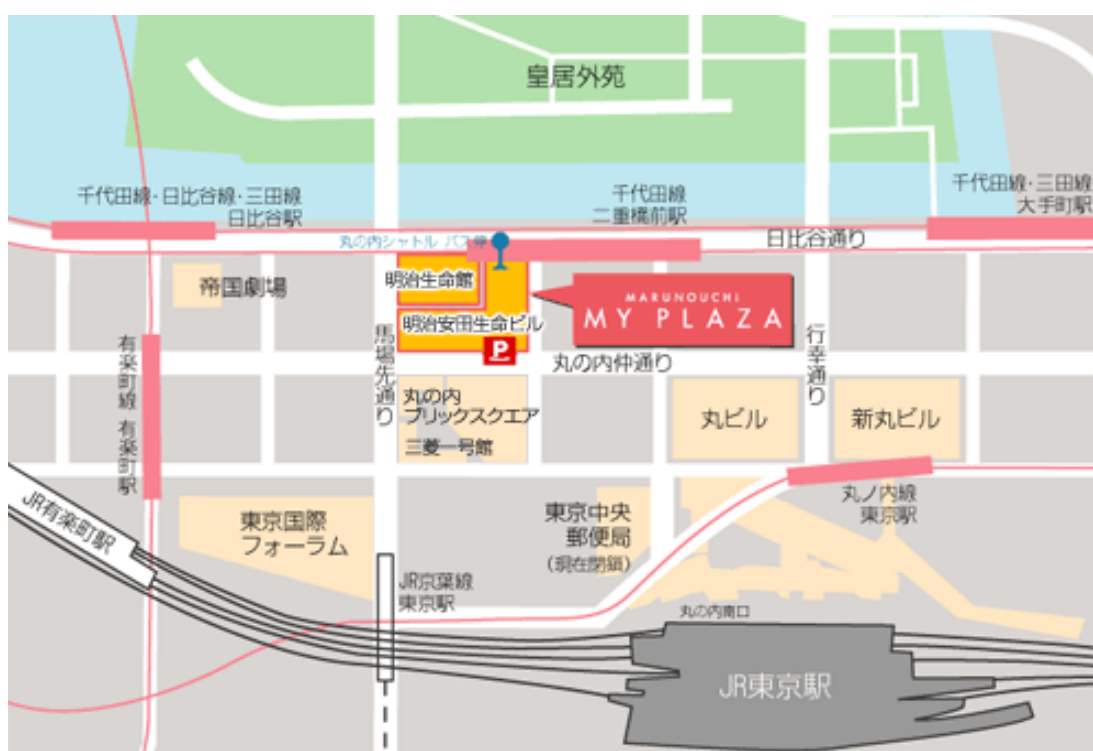 皇居外苑
千代田線・日比谷線・三田線
日比谷駅
千代田線
二重橋前駅
千代田線・三田線
大手町駅
丸の内シャトル バス停
日比谷通り
帝国劇場
明治生命館
明治安田生命ビル
P
MARUNOUCHI
MY PLAZA
有楽町線 有楽町駅
馬場先通り
丸の内仲通り
行幸通り
丸の内
ブリックスクエア
三菱一号館
丸ビル
新丸ビル
JR有楽町駅
東京国際
フォーラム
東京中央
郵便局
(現在閉鎖)
丸ノ内線
東京駅
JR京葉線
東京駅
丸の内南口
JR東京駅